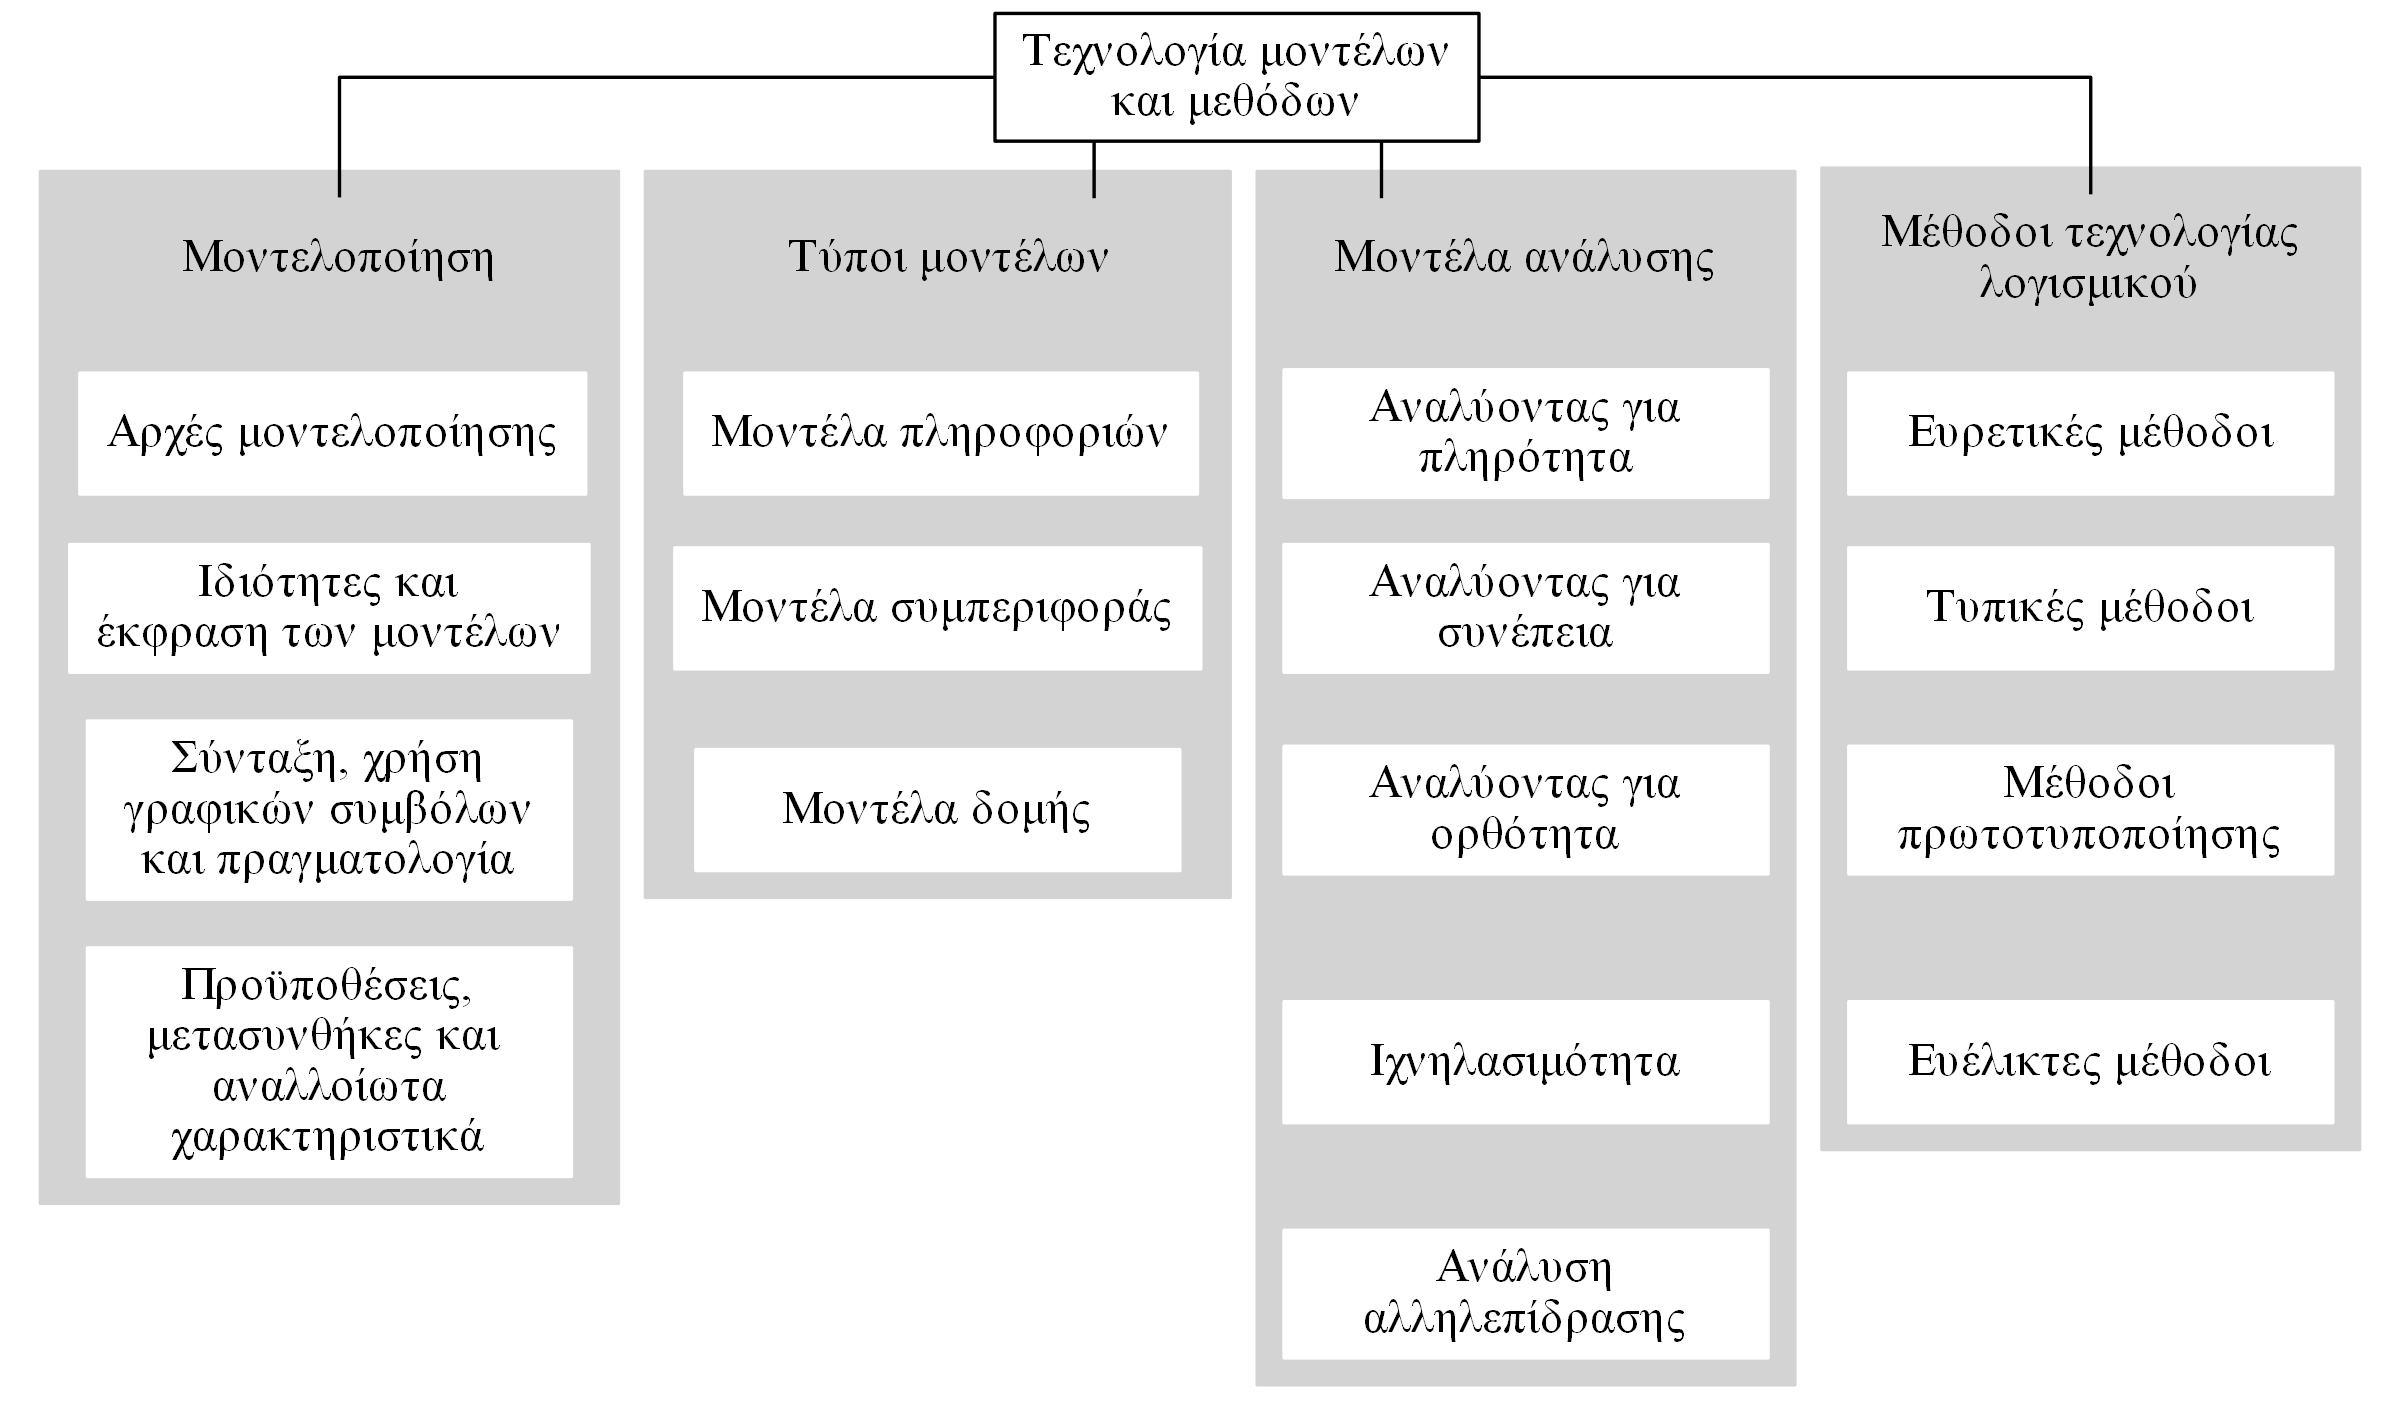 Τεχνολογία μοντέλων
και μεθόδων
Μοντελοποίηση
Αρχές μοντελοποίησης
Ιδιότητες και
έκφραση των μοντέλων
Σύνταξη, χρήση
γραφικών συμβόλων
και πραγματολογία
Προϋποθέσεις,
μετασυνθήκες και
αναλλοίωτα
χαρακτηριστικά
Τύποι μοντέλων
Μοντέλα πληροφοριών
Μοντέλα συμπεριφοράς
Μοντέλα δομής
Μοντέλα ανάλυσης
Αναλύοντας για
πληρότητα
Αναλύοντας για
συνέπεια
Αναλύοντας για
ορθότητα
Ιχνηλασιμότητα
Ανάλυση
αλληλεπίδρασης
Μέθοδοι τεχνολογίας
λογισμικού
Ευρετικές μέθοδοι
Τυπικές μέθοδοι
Μέθοδοι
πρωτοτυποποίησης
Ευέλικτες μέθοδοι